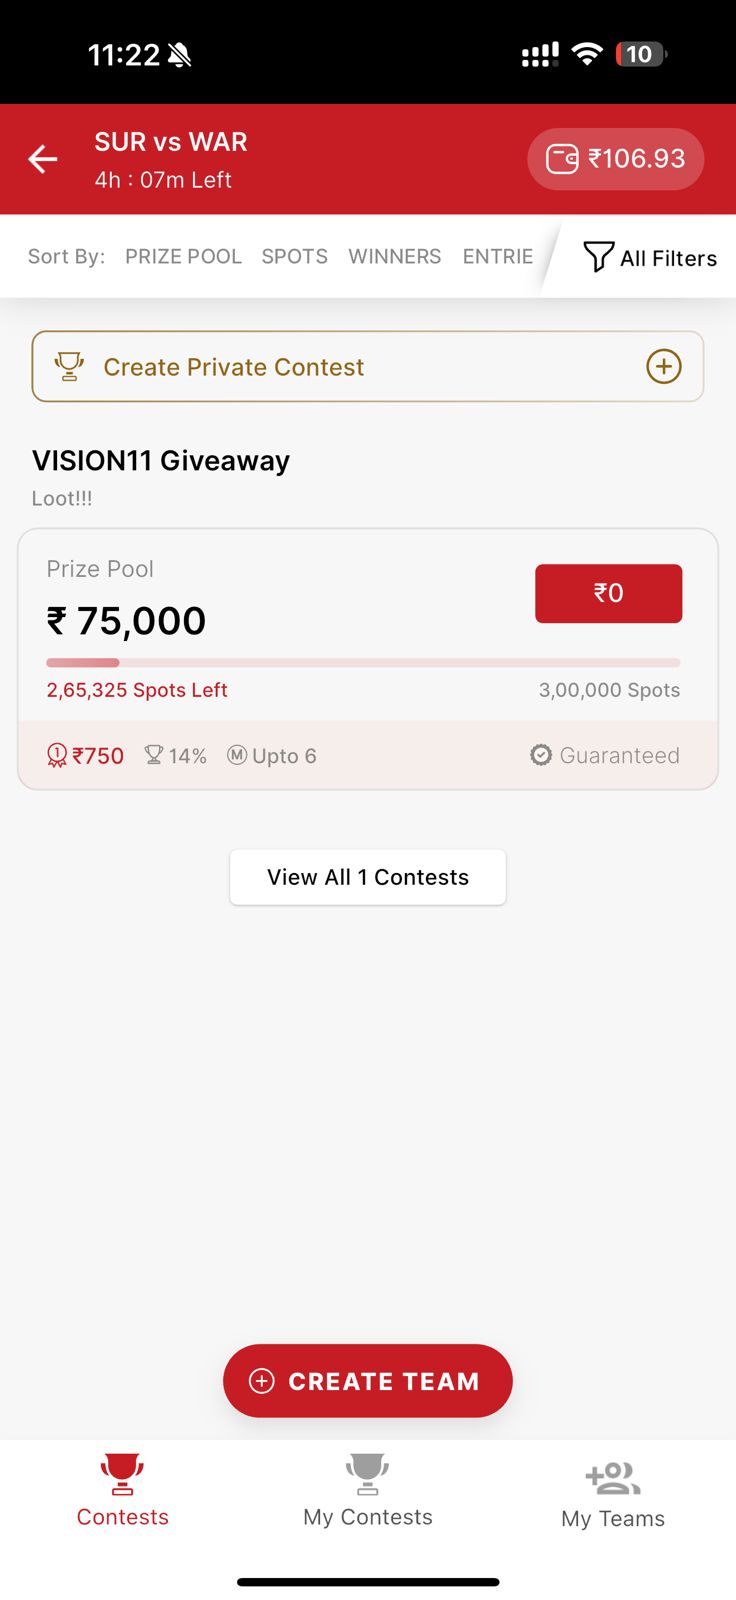 11:22
10
SUR vs WAR
4h : 07m Left
₹106.93
Sort By: PRIZE POOL SPOTS WINNERS ENTRIE
All Filters
Create Private Contest
VISION11 Giveaway
Loot!!!
Prize Pool
₹0
₹ 75,000
2,65,325 Spots Left
3,00,000 Spots
1 ₹750 14% M Upto 6 Guaranteed
View All 1 Contests
CREATE TEAM
Contests
My Contests
My Teams